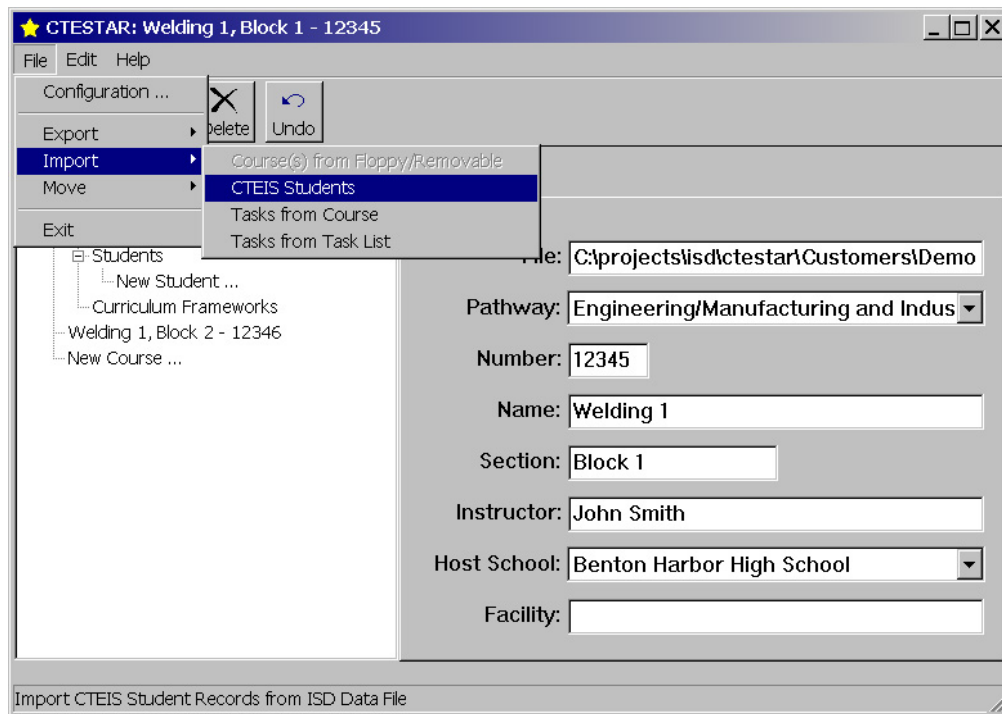 CTESTAR: Welding 1, Block 1 - 12345
File Edit Help
Configuration ...
Delete Undo
Export
Import
Course(s) from Floppy/Removable
Move
CTEIS Students
Tasks from Course
Exit
Tasks from Task List
Students
File: C:\projects\isd\ctestar\Customers\Demo
New Student ...
Curriculum Frameworks
Pathway: Engineering/Manufacturing and Indus
Welding 1, Block 2 - 12346
New Course ...
Number: 12345
Name: Welding 1
Section: Block 1
Instructor: John Smith
Host School: Benton Harbor High School
Facility:
Import CTEIS Student Records from ISD Data File